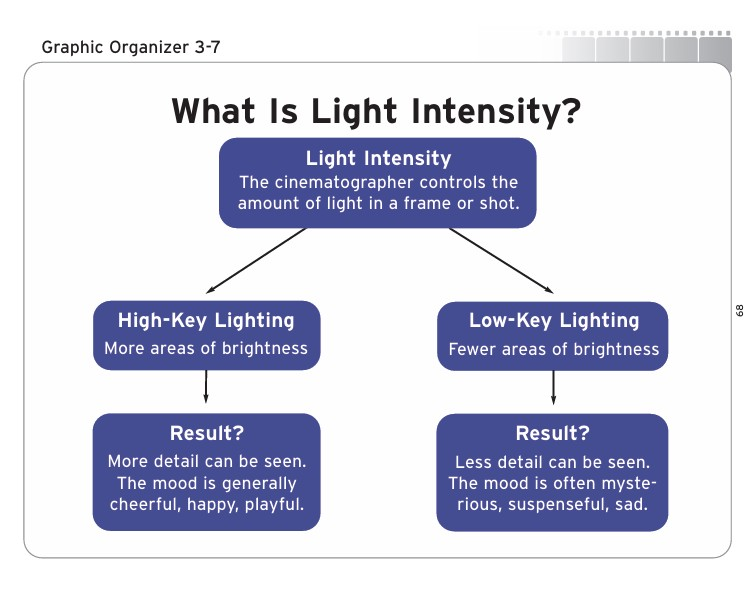 Graphic Organizer 3-7
What Is Light Intensity?
Light Intensity
The cinematographer controls the
amount of light in a frame or shot.
High-Key Lighting
More areas of brightness
Low-Key Lighting
Fewer areas of brightness
Result?
More detail can be seen.
The mood is generally
cheerful, happy, playful.
Result?
Less detail can be seen.
The mood is often myste-
rious, suspenseful, sad.
68